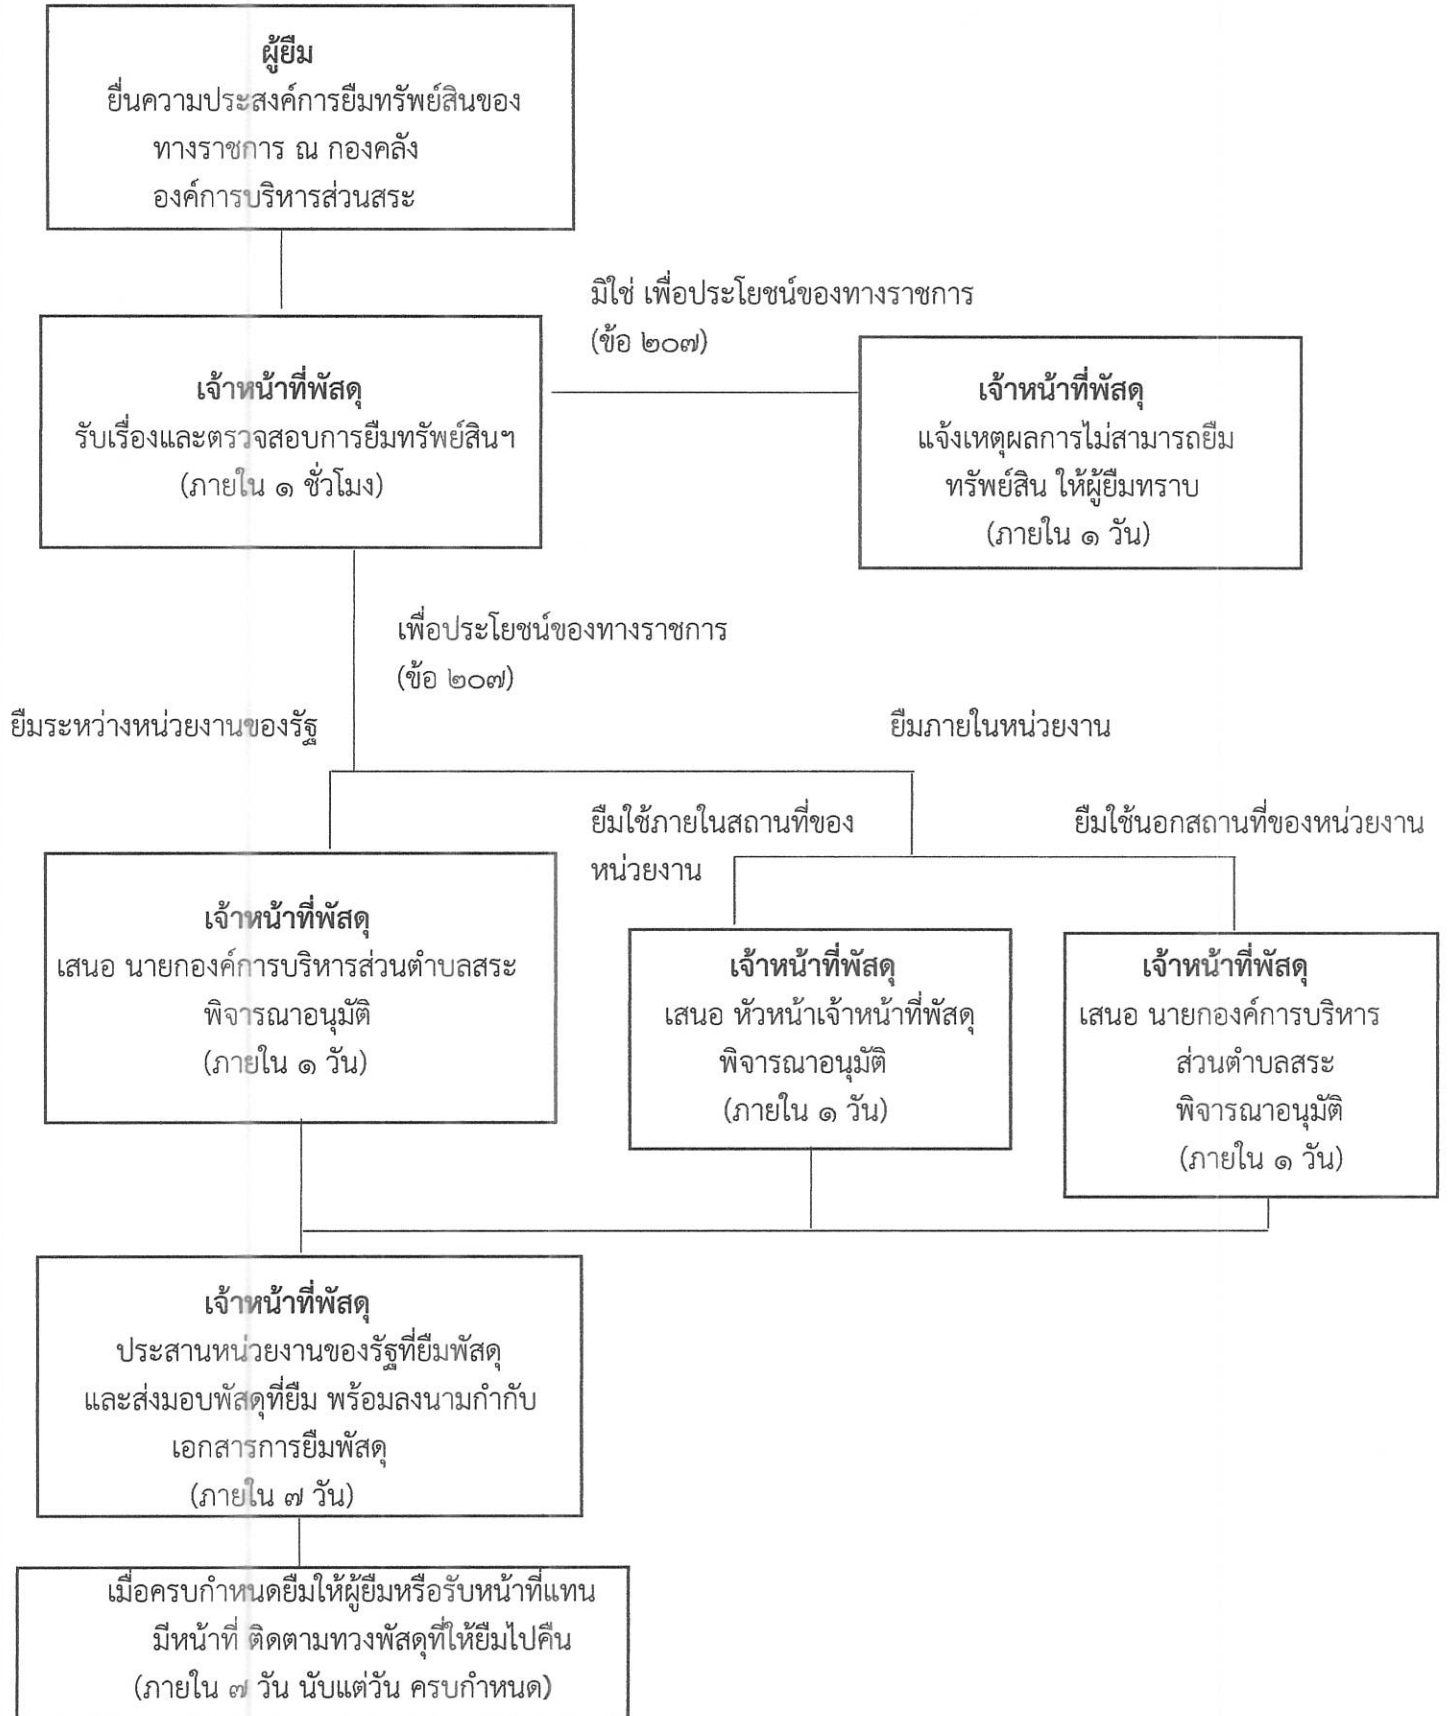 ผู้ยืม
ยื่นความประสงค์การยืมทรัพย์สินของ
ทางราชการ ณ กองคลัง
องค์การบริหารส่วนสระ
มิใช่ เพื่อประโยชน์ของทางราชการ
(ข้อ ๒๐๗)
เจ้าหน้าที่พัสดุ
รับเรื่องและตรวจสอบการยืมทรัพย์สินฯ
(ภายใน ๑ ชั่วโมง)
เจ้าหน้าที่พัสดุ
แจ้งเหตุผลการไม่สามารถยืม
ทรัพย์สิน ให้ผู้ยืมทราบ
(ภายใน ๑ วัน)
เพื่อประโยชน์ของทางราชการ
(ข้อ ๒๐๗)
ยืมระหว่างหน่วยงานของรัฐ
ยืมภายในหน่วยงาน
ยืมใช้ภายในสถานที่ของ
หน่วยงาน
ยืมใช้นอกสถานที่ของหน่วยงาน
เจ้าหน้าที่พัสดุ
เสนอ นายกองค์การบริหารส่วนตำบลสระ
พิจารณาอนุมัติ
(ภายใน ๑ วัน)
เจ้าหน้าที่พัสดุ
เสนอ หัวหน้าเจ้าหน้าที่พัสดุ
พิจารณาอนุมัติ
(ภายใน ๑ วัน)
เจ้าหน้าที่พัสดุ
เสนอ นายกองค์การบริหาร
ส่วนตำบลสระ
พิจารณาอนุมัติ
(ภายใน ๑ วัน)
เจ้าหน้าที่พัสดุ
ประสานหน่วยงานของรัฐที่ยืมพัสดุ
และส่งมอบพัสดุที่ยืม พร้อมลงนามกำกับ
เอกสารการยืมพัสดุ
(ภายใน ๗ วัน)
เมื่อครบกำหนดยืมให้ผู้ยืมหรือรับหน้าที่แทน
มีหน้าที่ ติดตามทวงพัสดุที่ให้ยืมไปคืน
(ภายใน ๗ วัน นับแต่วัน ครบกำหนด)